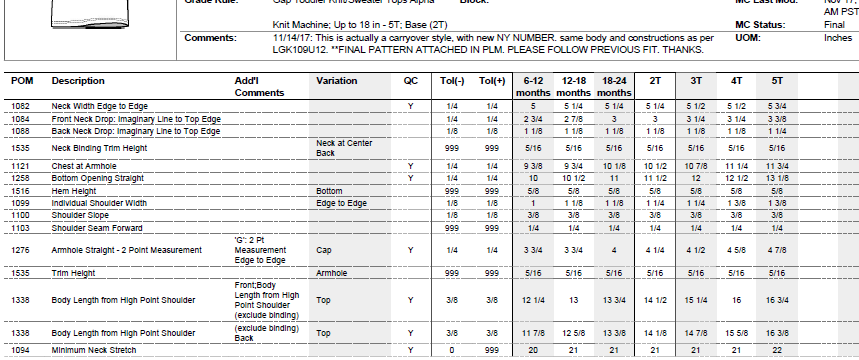 Grade Rule: Gap Toddler Knit/Sweater Tops Alpha Block: MC Last Mod: Nov 17,
AM PST
Knit Machine; Up to 18 in - 5T; Base (2T) MC Status: Final
Comments: 11/14/17: This is actually a carryover style, with new NY NUMBER. same body and constructions as per UOM: Inches
LGK109U12. **FINAL PATTERN ATTACHED IN PLM. PLEASE FOLLOW PREVIOUS FIT. THANKS.
POM Description Add'l Comments Variation QC Tol(-) Tol(+) 6-12 months 12-18 months 18-24 months 2T 3T 4T 5T
1082 Neck Width Edge to Edge Y 1/4 1/4 5 5 1/4 5 1/4 5 1/4 5 1/2 5 1/2 5 3/4
1084 Front Neck Drop: Imaginary Line to Top Edge 1/4 1/4 2 3/4 2 7/8 3 3 3 1/4 3 1/4 3 3/8
1088 Back Neck Drop: Imaginary Line to Top Edge 1/8 1/8 1 1/8 1 1/8 1 1/8 1 1/8 1 1/8 1 1/8 1 1/4
1535 Neck Binding Trim Height Neck at Center Back 999 999 5/16 5/16 5/16 5/16 5/16 5/16 5/16
1121 Chest at Armhole Y 1/4 1/4 9 3/8 9 3/4 10 1/8 10 1/2 10 7/8 11 1/4 11 3/4
1258 Bottom Opening Straight Y 1/4 1/4 10 10 1/2 11 11 1/2 12 12 1/2 13 1/8
1516 Hem Height Bottom 999 999 5/8 5/8 5/8 5/8 5/8 5/8 5/8
1099 Individual Shoulder Width Edge to Edge 1/8 1/8 1 1 1/8 1 1/8 1 1/4 1 1/4 1 3/8 1 3/8
1100 Shoulder Slope 1/8 1/8 3/8 3/8 3/8 3/8 3/8 3/8 3/8
1103 Shoulder Seam Forward 999 999 1/4 1/4 1/4 1/4 1/4 1/4 1/4
1276 Armhole Straight - 2 Point Measurement 'G': 2 Pt Measurement Edge to Edge Cap Y 1/4 1/4 3 3/4 3 3/4 4 4 1/4 4 1/2 4 5/8 4 7/8
1535 Trim Height Armhole 999 999 5/16 5/16 5/16 5/16 5/16 5/16 5/16
1338 Body Length from High Point Shoulder Front;Body Length from High Point Shoulder (exclude binding) Top Y 3/8 3/8 12 1/4 13 13 3/4 14 1/2 15 1/4 16 16 3/4
1338 Body Length from High Point Shoulder (exclude binding) Back Top Y 3/8 3/8 11 7/8 12 5/8 13 3/8 14 1/8 14 7/8 15 5/8 16 3/8
1094 Minimum Neck Stretch Y 0 999 20 21 21 21 21 21 22